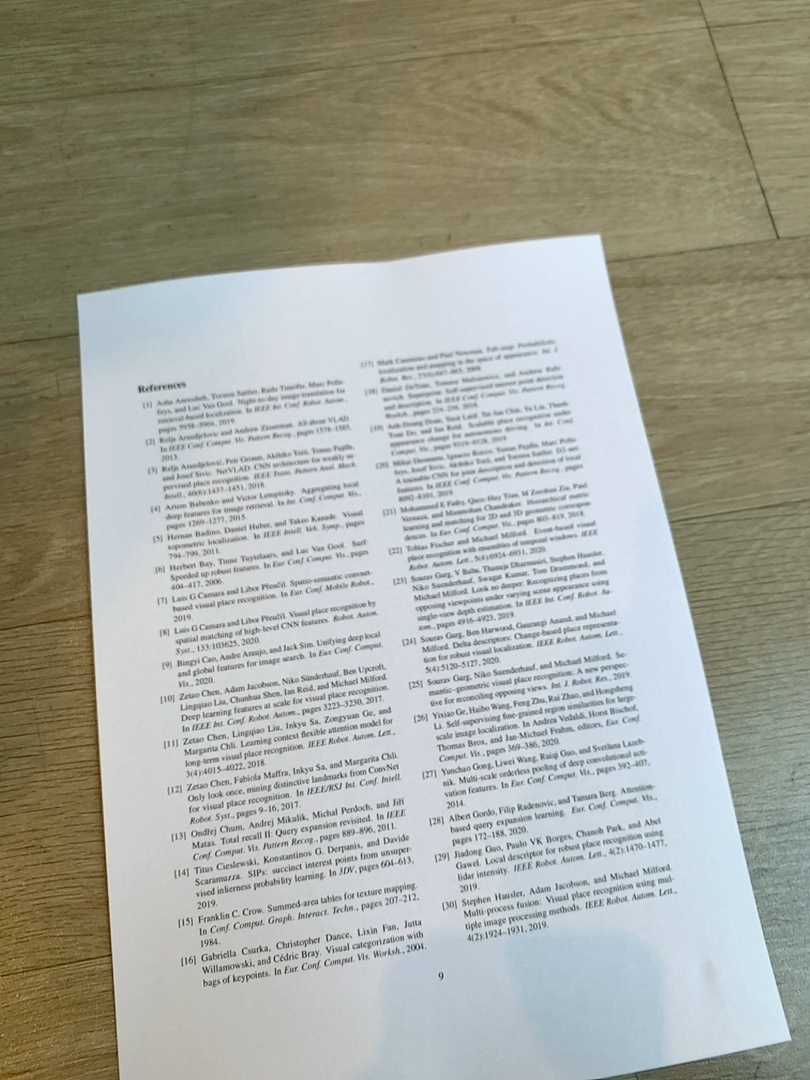 References
[1] Asha Anoosheh, Torsten Sattler, Radu Timofte, Marc Polle-
feys, and Luc Van Gool. Night-to-day image translation for
retrieval-based localization. In IEEE Int. Conf. Robot. Autom.,
pages 5958–5964, 2019.
[2] Relja Arandjelovic and Andrew Zisserman. All about VLAD.
In IEEE Conf. Comput. Vis. Pattern Recog., pages 1578–1585,
2013.
[3] Relja Arandjelović, Petr Gronat, Akihiko Torii, Tomas Pajdla,
and Josef Sivic. NetVLAD: CNN architecture for weakly su-
pervised place recognition. IEEE Trans. Pattern Anal. Mach.
Intell., 40(6):1437–1451, 2018.
[4] Artem Babenko and Victor Lempitsky. Aggregating local
deep features for image retrieval. In Int. Conf. Comput. Vis.,
pages 1269–1277, 2015.
[5] Hernan Badino, Daniel Huber, and Takeo Kanade. Visual
topometric localization. In IEEE Intell. Veh. Symp., pages
794–799, 2011.
[6] Herbert Bay, Tinne Tuytelaars, and Luc Van Gool. Surf:
Speeded up robust features. In Eur. Conf. Comput. Vis., pages
404–417, 2006.
[7] Luis G Camara and Libor Přeučil. Spatio-semantic convnet-
based visual place recognition. In Eur. Conf Mobile Robot.,
2019.
[8] Luis G Camara and Libor Přeučil. Visual place recognition by
spatial matching of high-level CNN features. Robot. Auton.
Syst., 133:103625, 2020.
[9] Bingyi Cao, Andre Araujo, and Jack Sim. Unifying deep local
and global features for image search. In Eur. Conf. Comput.
Vis., 2020.
[10] Zetao Chen, Adam Jacobson, Niko Sünderhauf, Ben Upcroft,
Lingqiao Liu, Chunhua Shen, Ian Reid, and Michael Milford.
Deep learning features at scale for visual place recognition.
In IEEE Int. Conf. Robot. Autom., pages 3223–3230, 2017.
[11] Zetao Chen, Lingqiao Liu, Inkyu Sa, Zongyuan Ge, and
Margarita Chli. Learning context flexible attention model for
long-term visual place recognition. IEEE Robot. Autom. Lett.,
3(4):4015–4022, 2018.
[12] Zetao Chen, Fabiola Maffra, Inkyu Sa, and Margarita Chli.
Only look once, mining distinctive landmarks from ConvNet
for visual place recognition. In IEEE/RSJ Int. Conf. Intell.
Robot. Syst., pages 9–16, 2017.
[13] Ondřej Chum, Andrej Mikulik, Michal Perdoch, and Jiří
Matas. Total recall II: Query expansion revisited. In IEEE
Conf. Comput. Vis. Pattern Recog., pages 889–896, 2011.
[14] Titus Cieslewski, Konstantinos G. Derpanis, and Davide
Scaramuzza. SIPs: succinct interest points from unsuper-
vised inlierness probability learning. In 3DV, pages 604–613,
2019.
[15] Franklin C. Crow. Summed-area tables for texture mapping.
In Conf. Comput. Graph. Interact. Techn., pages 207–212,
1984.
[16] Gabriella Csurka, Christopher Dance, Lixin Fan, Jutta
Willamowski, and Cédric Bray. Visual categorization with
bags of keypoints. In Eur. Conf. Comput. Vis. Worksh., 2004.
[17] Mark Cummins and Paul Newman. Fab-map: Probabilistic
localization and mapping in the space of appearance. Int. J.
Robot. Res., 27(6):647–665, 2008.
[18] Daniel DeTone, Tomasz Malisiewicz, and Andrew Rabi-
novich. Superpoint: Self-supervised interest point detection
and description. In IEEE Conf. Comput. Vis. Pattern Recog.
Worksh., pages 224–236, 2018.
[19] Anh-Dzung Doan, Yasir Latif, Tat-Jun Chin, Yu Liu, Thanh-
Toan Do, and Ian Reid. Scalable place recognition under
appearance change for autonomous driving. In Int. Conf.
Comput. Vis., pages 9319–9328, 2019.
[20] Mihai Dusmanu, Ignacio Rocco, Tomas Pajdla, Marc Polle-
feys, Josef Sivic, Akihiko Torii, and Torsten Sattler. D2-net:
A trainable CNN for joint description and detection of local
features. In IEEE Conf. Comput. Vis. Pattern Recog., pages
8092–8101, 2019.
[21] Mohammed E Fathy, Quoc-Huy Tran, M Zeeshan Zia, Paul
Vernaza, and Manmohan Chandraker. Hierarchical metric
learning and matching for 2D and 3D geometric correspon-
dences. In Eur. Conf. Comput. Vis., pages 803–819, 2018.
[22] Tobias Fischer and Michael Milford. Event-based visual
place recognition with ensembles of temporal windows. IEEE
Robot. Autom. Lett., 5(4):6924–6931, 2020.
[23] Sourav Garg, V Babu, Thanuja Dharmasiri, Stephen Hausler,
Niko Suenderhauf, Swagat Kumar, Tom Drummond, and
Michael Milford. Look no deeper: Recognizing places from
opposing viewpoints under varying scene appearance using
single-view depth estimation. In IEEE Int. Conf. Robot. Au-
tom., pages 4916–4923, 2019.
[24] Sourav Garg, Ben Harwood, Gaurangi Anand, and Michael
Milford. Delta descriptors: Change-based place representa-
tion for robust visual localization. IEEE Robot. Autom. Lett.,
5(4):5120–5127, 2020.
[25] Sourav Garg, Niko Suenderhauf, and Michael Milford. Se-
mantic–geometric visual place recognition: A new perspec-
tive for reconciling opposing views. Int. J. Robot. Res., 2019.
[26] Yixiao Ge, Haibo Wang, Feng Zhu, Rui Zhao, and Hongsheng
Li. Self-supervising fine-grained region similarities for large-
scale image localization. In Andrea Vedaldi, Horst Bischof,
Thomas Brox, and Jan-Michael Frahm, editors, Eur. Conf.
Comput. Vis., pages 369–386, 2020.
[27] Yunchao Gong, Liwei Wang, Ruiqi Guo, and Svetlana Lazeb-
nik. Multi-scale orderless pooling of deep convolutional acti-
vation features. In Eur. Conf. Comput. Vis., pages 392–407,
2014.
[28] Albert Gordo, Filip Radenovic, and Tamara Berg. Attention-
based query expansion learning. Eur. Conf. Comput. Vis.,
pages 172–188, 2020.
[29] Jiadong Guo, Paulo VK Borges, Chanoh Park, and Abel
Gawel. Local descriptor for robust place recognition using
lidar intensity. IEEE Robot. Autom. Lett., 4(2):1470–1477,
2019.
[30] Stephen Hausler, Adam Jacobson, and Michael Milford.
Multi-process fusion: Visual place recognition using mul-
tiple image processing methods. IEEE Robot. Autom. Lett.,
4(2):1924–1931, 2019.
9